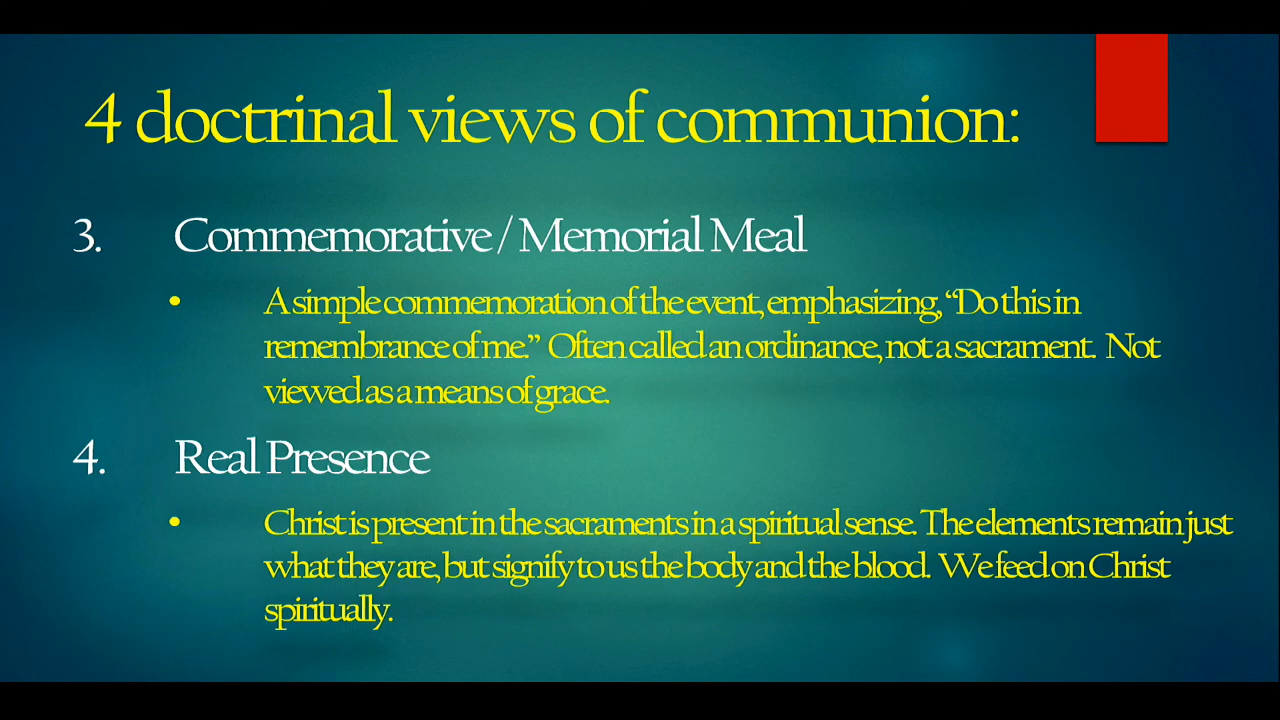 4 doctrinal views of communion:
3. Commemorative / Memorial Meal
• A simple commemoration of the event, emphasizing, “Do this in
remembrance of me.” Often called an ordinance, not a sacrament. Not
viewed as a means of grace.
4. Real Presence
• Christ is present in the sacraments in a spiritual sense. The elements remain just
what they are, but signify to us the body and the blood. We feed on Christ
spiritually.